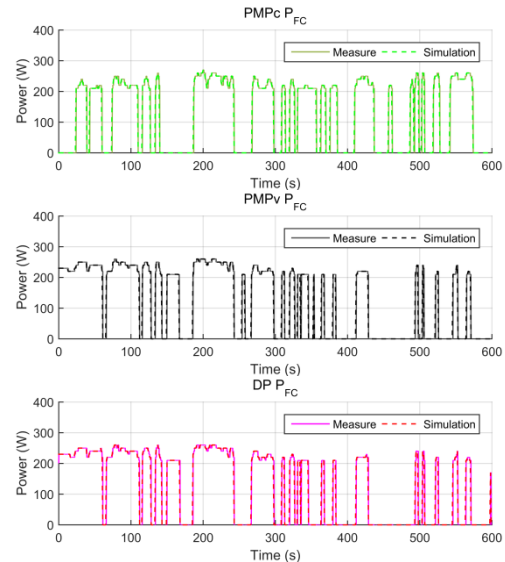 PMPc P_FC
Power (W)
400
300
200
100
0
Measure Simulation
0 100 200 300 400 500 600
Time (s)
PMPv P_FC
Power (W)
400
300
200
100
0
Measure Simulation
0 100 200 300 400 500 600
Time (s)
DP P_FC
Power (W)
400
300
200
100
0
Measure Simulation
0 100 200 300 400 500 600
Time (s)